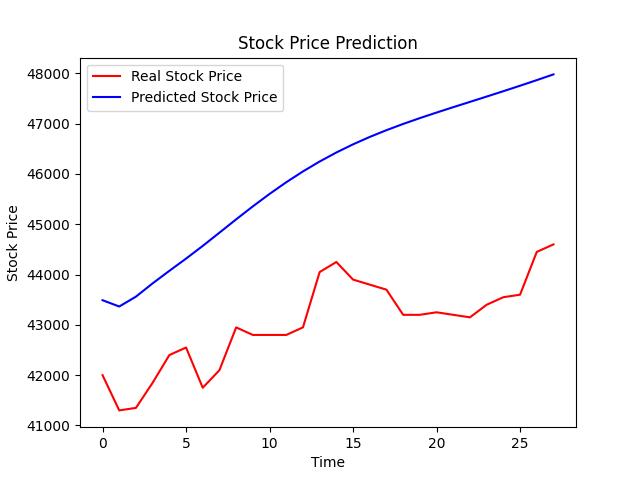 Stock Price Prediction
Real Stock Price
Predicted Stock Price
48000
47000
46000
45000
44000
43000
42000
41000
Stock Price
0 5 10 15 20 25
Time